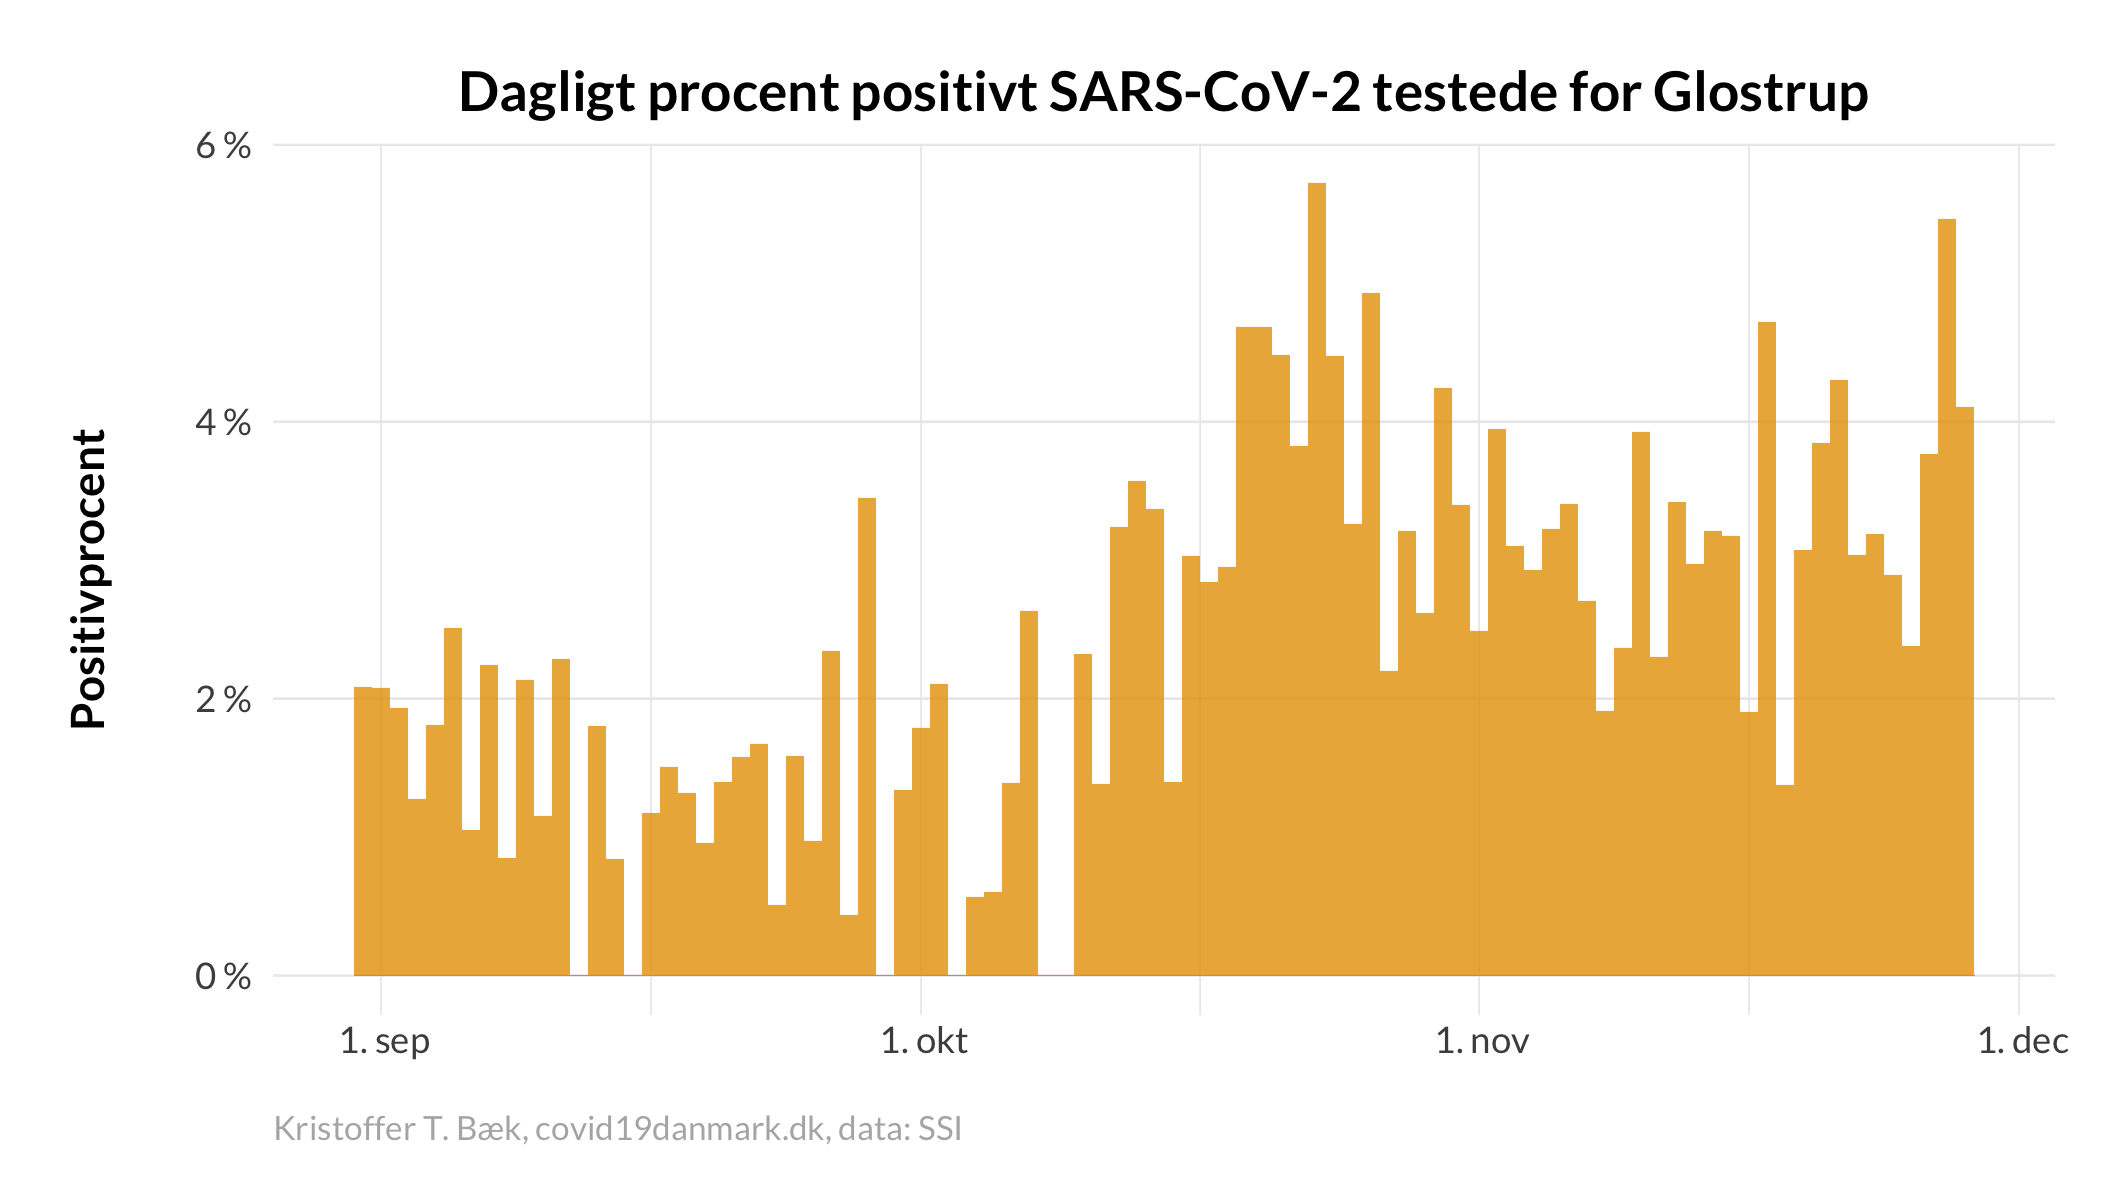 Dagligt procent positivt SARS-CoV-2 testede for Glostrup
Positivprocent
6 %
4 %
2 %
0 %
1. sep
1. okt
1. nov
1. dec
Kristoffer T. Bæk, covid19danmark.dk, data: SSI